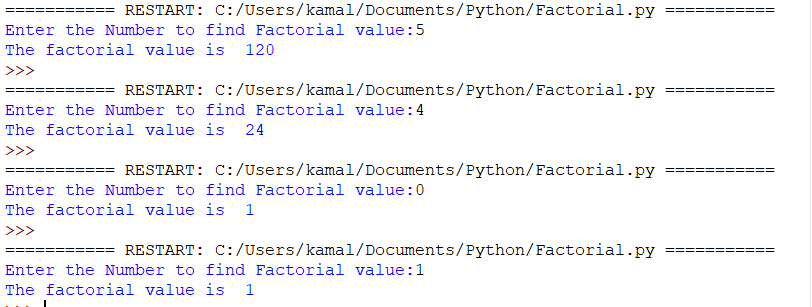 =========== RESTART: C:/Users/kamal/Documents/Python/Factorial.py ===========
Enter the Number to find Factorial value:5
The factorial value is  120
>>>
=========== RESTART: C:/Users/kamal/Documents/Python/Factorial.py ===========
Enter the Number to find Factorial value:4
The factorial value is  24
>>>
=========== RESTART: C:/Users/kamal/Documents/Python/Factorial.py ===========
Enter the Number to find Factorial value:0
The factorial value is  1
>>>
=========== RESTART: C:/Users/kamal/Documents/Python/Factorial.py ===========
Enter the Number to find Factorial value:1
The factorial value is  1
>>>